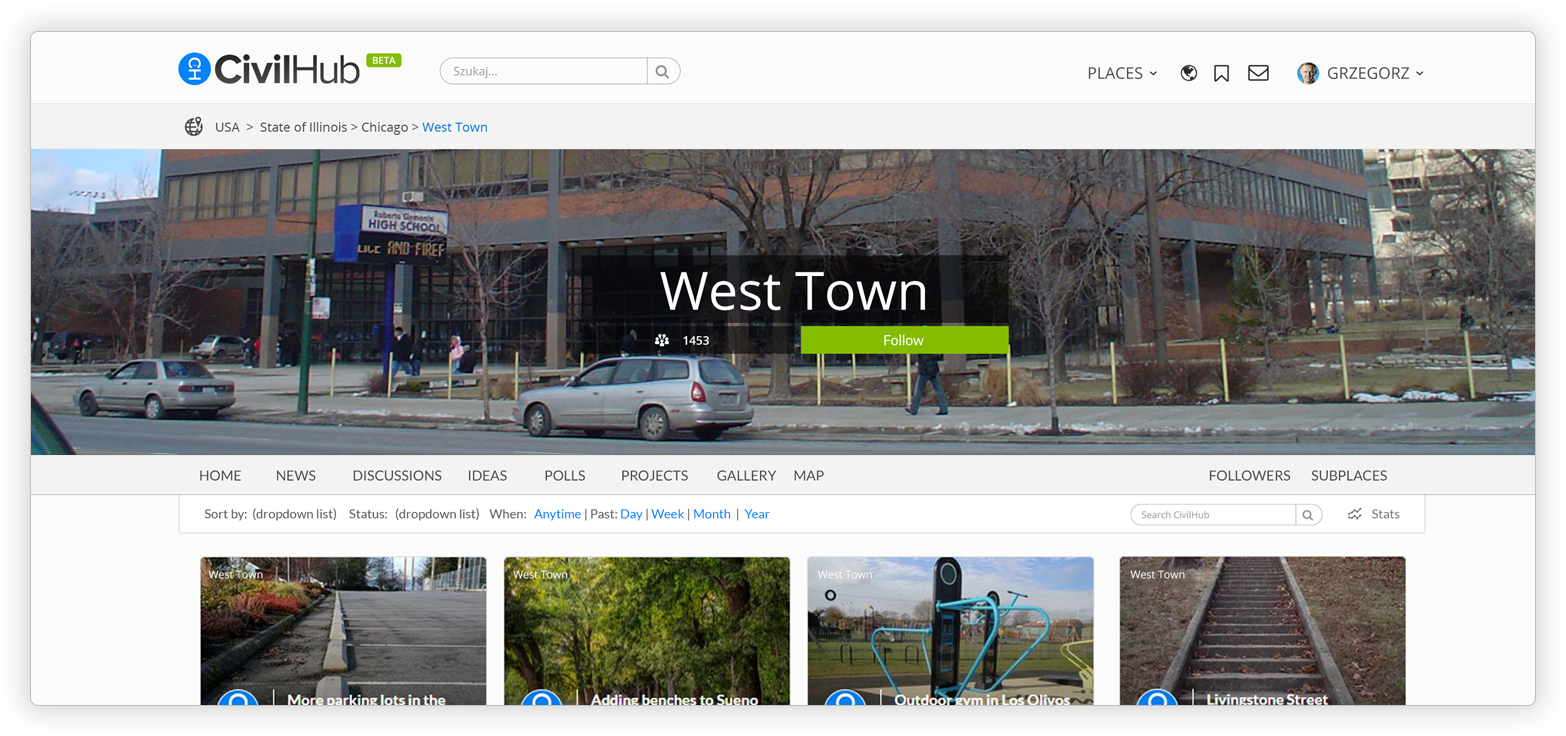 CivilHub BETA
Szukaj...
PLACES
GRZEGORZ
USA > State of Illinois > Chicago > West Town
Roberto Clemente
HIGH SCHOOL
AND FIREF
West Town
1453
Follow
HOME NEWS DISCUSSIONS IDEAS POLLS PROJECTS GALLERY MAP FOLLOWERS SUBPLACES
Sort by: (dropdown list) Status: (dropdown list) When: Anytime | Past: Day | Week | Month | Year
Search CivilHub
Stats
West Town
More parking lots in the
West Town
Adding benches to Sueno
West Town
Outdoor gym in Los Olivos
West Town
Livingstone Street